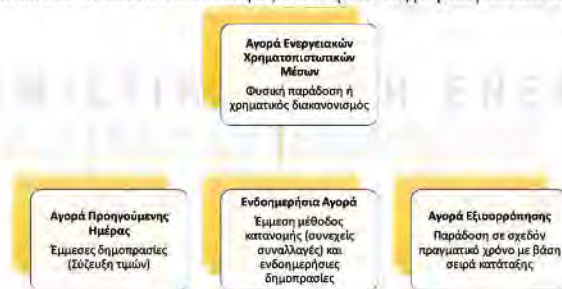 Αγορά Ενεργειακών
Χρηματοπιστωτικών
Μέσων
Φυσική παράδοση ή
χρηματικός διακανονισμός
Αγορά Προηγούμενης
Ημέρας
Έμμεσες δημοπρασίες
(Σύζευξη τιμών)
Ενδοημερήσια Αγορά
Έμμεση μέθοδος
κατανομής (συνεχείς
συναλλαγές) και
ενδοημερήσιες
δημοπρασίες
Αγορά Εξισορρόπησης
Παράδοση σε σχεδόν
πραγματικό χρόνο με βάση
σειρά κατάταξης